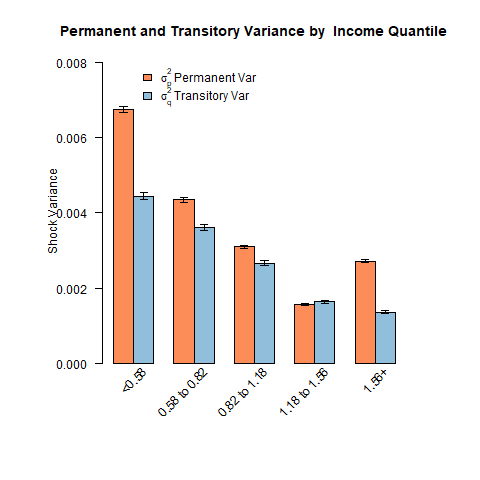 Permanent and Transitory Variance by  Income Quantile
σ²ₚ Permanent Var
σ²q Transitory Var
Shock Variance
0.008
0.006
0.004
0.002
0.000
<0.58
0.58 to 0.82
0.82 to 1.18
1.18 to 1.56
1.56+